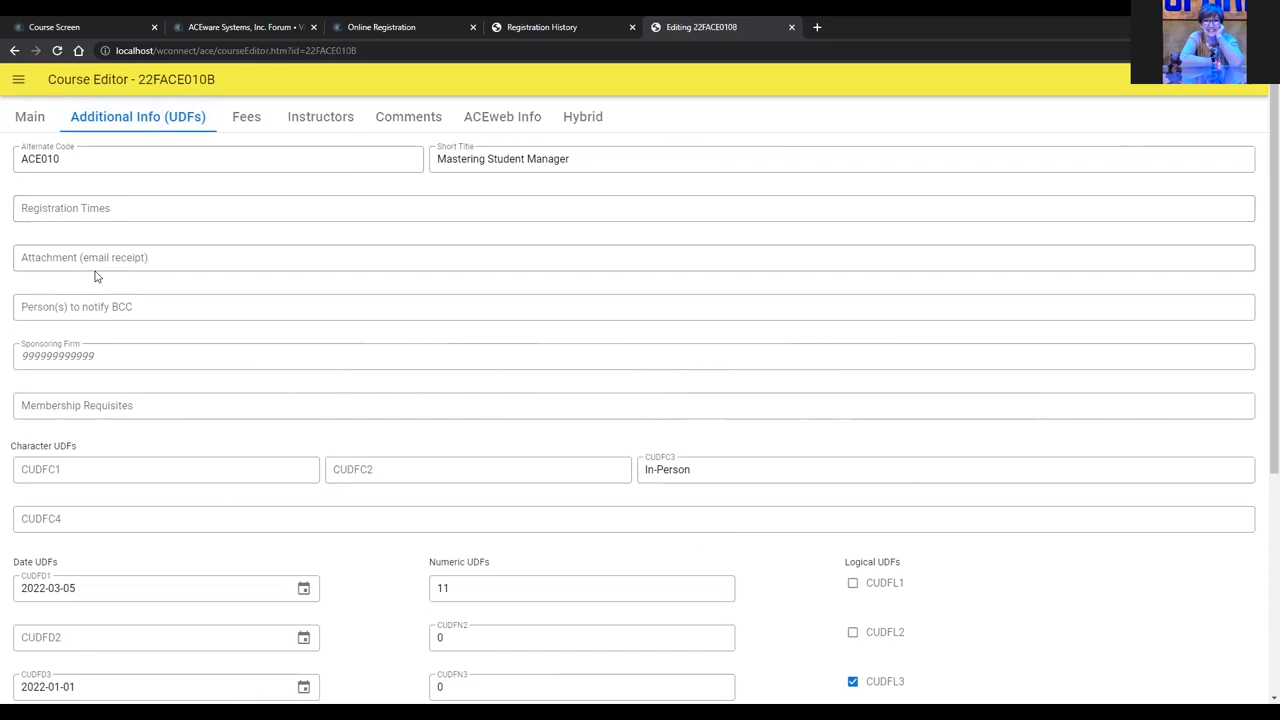 Course Screen
ACEware Systems, Inc. Forum • V
Online Registration
Registration History
Editing 22FACE010B
localhost/wconnect/ace/courseEditor.htm?id=22FACE010B
Course Editor - 22FACE010B
Main
Additional Info (UDFs)
Fees
Instructors
Comments
ACEweb Info
Hybrid
Alternate Code
ACE010
Short Title
Mastering Student Manager
Registration Times
Attachment (email receipt)
Person(s) to notify BCC
Sponsoring Firm
999999999999
Membership Requisites
Character UDFs
CUDFC1
CUDFC2
CUDFC3
In-Person
CUDFC4
Date UDFs
Numeric UDFs
Logical UDFs
CUDFD1
2022-03-05
11
CUDFL1
CUDFD2
CUDFN2
0
CUDFL2
CUDFD3
2022-01-01
CUDFN3
0
CUDFL3